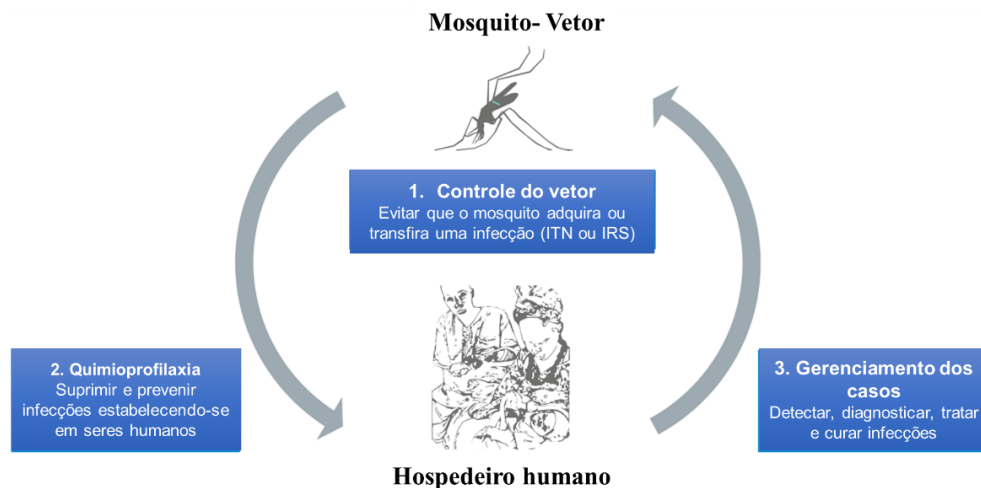 Mosquito- Vetor
1. Controle do vetor
Evitar que o mosquito adquira ou
transfira uma infecção (ITN ou IRS)
2. Quimioprofilaxia
Suprimir e prevenir
infecções estabelecendo-se
em seres humanos
3. Gerenciamento dos
casos
Detectar, diagnosticar, tratar
e curar infecções
Hospedeiro humano